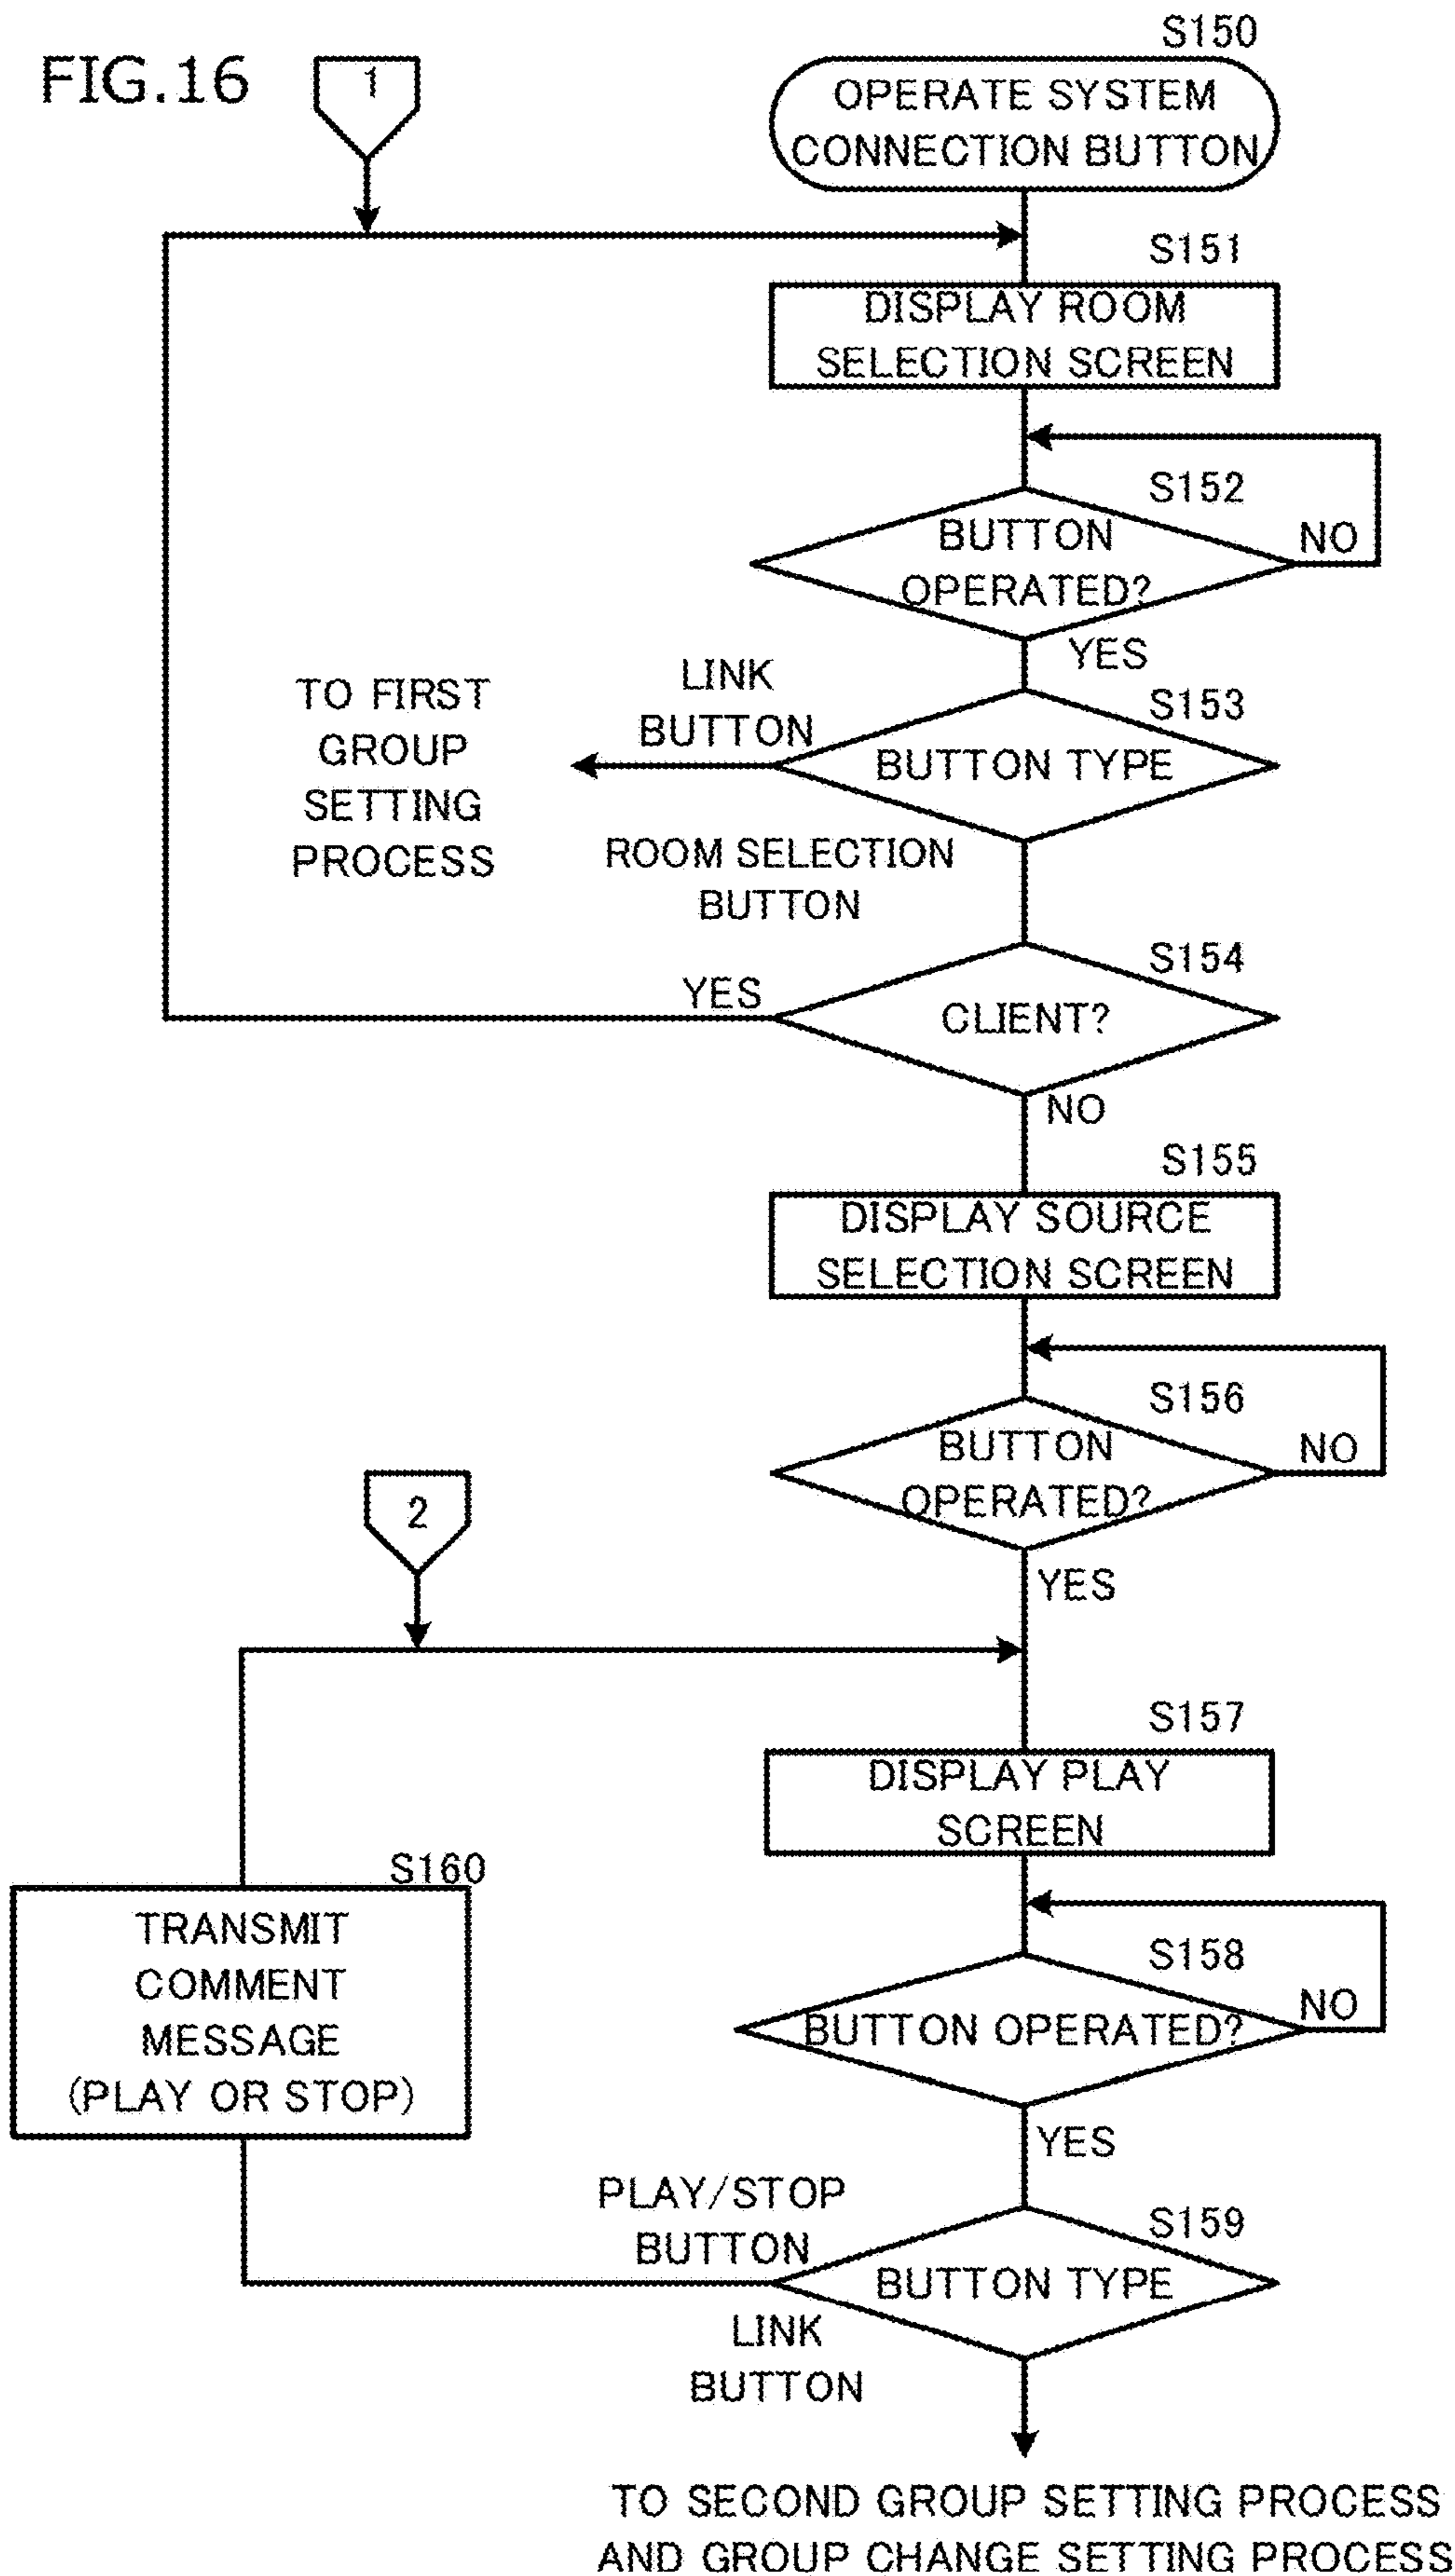 FIG.16
1
S150
OPERATE SYSTEM
CONNECTION BUTTON
S151
DISPLAY ROOM
SELECTION SCREEN
S152
BUTTON
OPERATED?
NO
YES
S153
BUTTON TYPE
LINK
BUTTON
TO FIRST
GROUP
SETTING
PROCESS
ROOM SELECTION
BUTTON
S154
CLIENT?
YES
NO
S155
DISPLAY SOURCE
SELECTION SCREEN
S156
BUTTON
OPERATED?
NO
YES
2
S157
DISPLAY PLAY
SCREEN
S158
BUTTON OPERATED?
NO
YES
S159
BUTTON TYPE
PLAY/STOP
BUTTON
S160
TRANSMIT
COMMENT
MESSAGE
(PLAY OR STOP)
LINK
BUTTON
TO SECOND GROUP SETTING PROCESS
AND GROUP CHANGE SETTING PROCESS